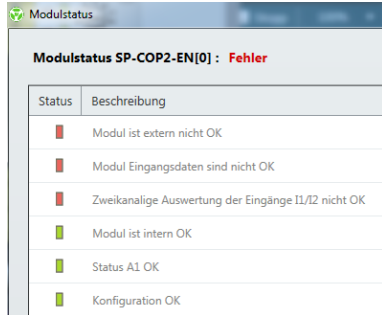 Modulstatus
Modulstatus SP-COP2-EN[0] : Fehler
Status Beschreibung
Modul ist extern nicht OK
Modul Eingangsdaten sind nicht OK
Zweikanalige Auswertung der Eingänge I1/I2 nicht OK
Modul ist intern OK
Status A1 OK
Konfiguration OK